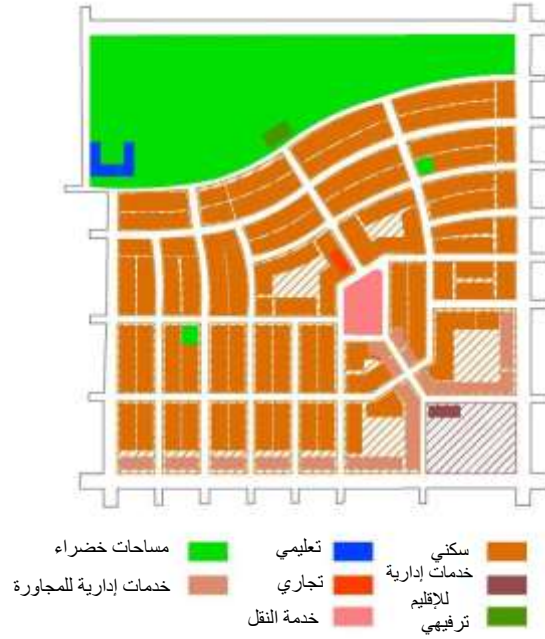 سكني
تعليمي
مساحات خضراء
خدمات إدارية
للإقليم
تجاري
خدمات إدارية للمجاورة
ترفيهي
خدمة النقل